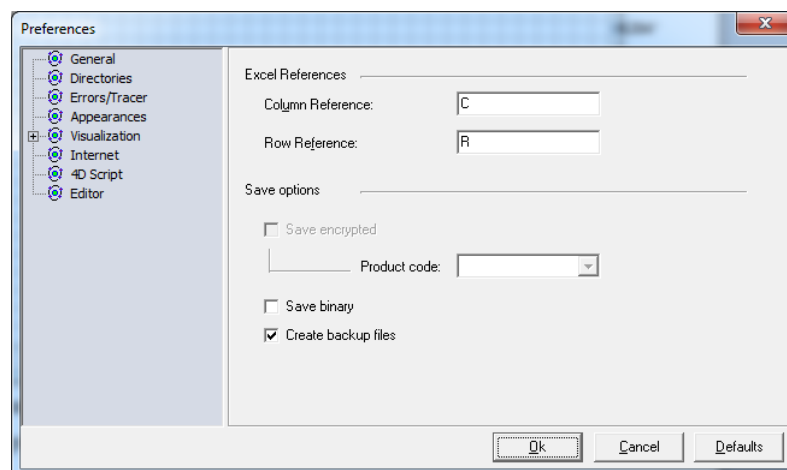 Preferences
General
Directories
Errors/Tracer
Appearances
Visualization
Internet
4D Script
Editor
Excel References
Column Reference: C
Row Reference: R
Save options
Save encrypted
Product code:
Save binary
Create backup files
Ok Cancel Defaults